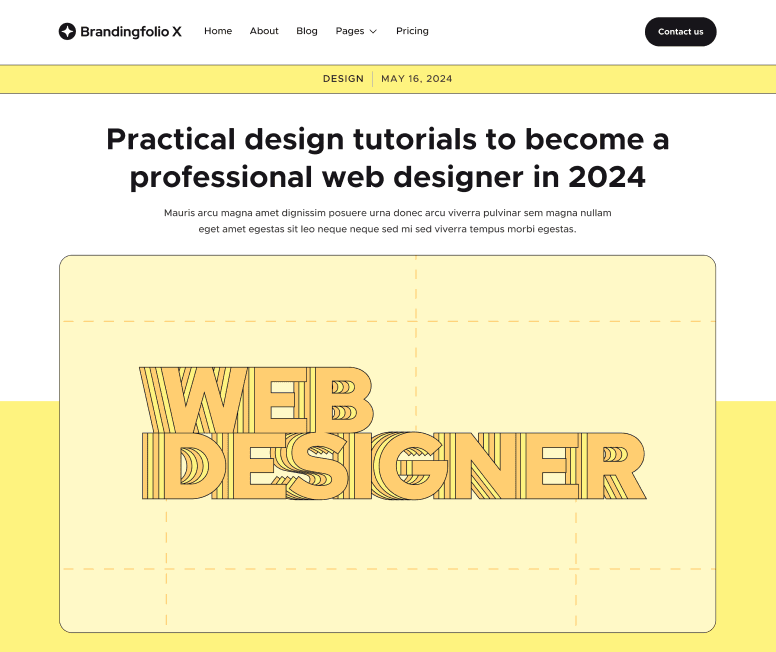 Brandingfolio X
Home
About
Blog
Pages
Pricing
Contact us
DESIGN
MAY 16, 2024
Practical design tutorials to become a
professional web designer in 2024
Mauris arcu magna amet dignissim posuere urna donec arcu viverra pulvinar sem magna nullam
eget amet egestas sit leo neque neque sed mi sed viverra tempus morbi egestas.
WEB
DESIGNER